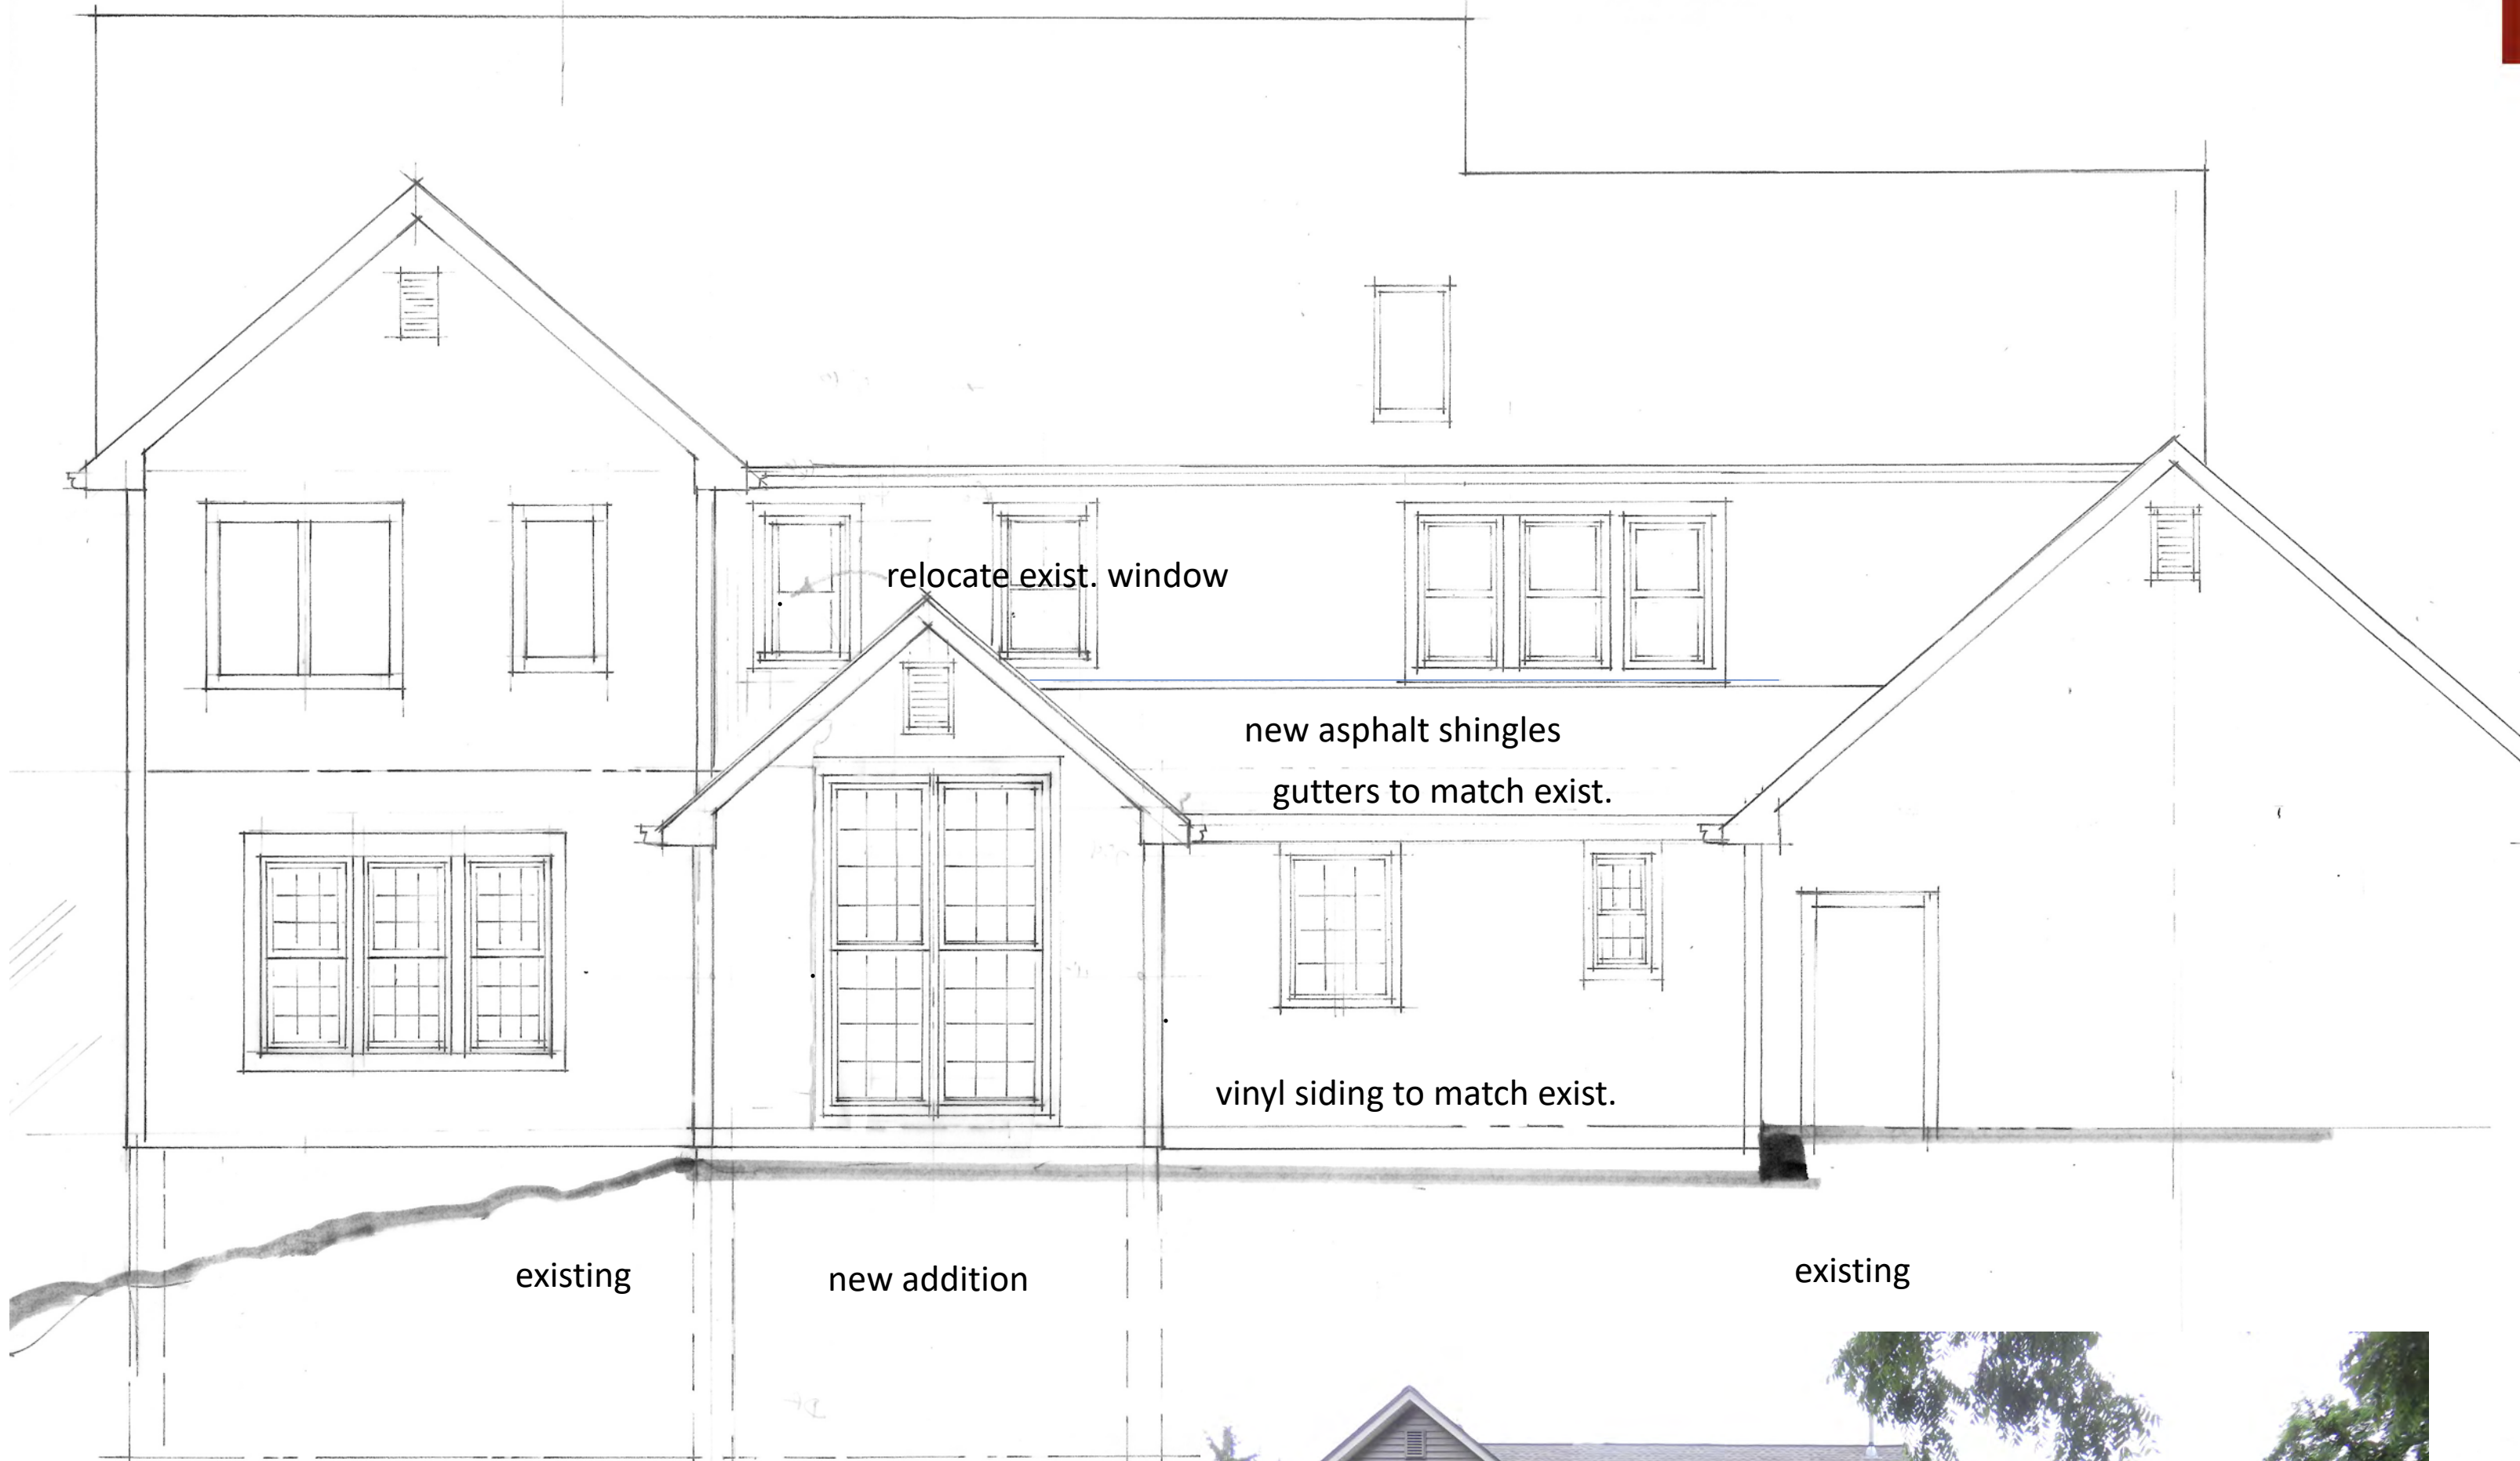 relocate exist. window
new asphalt shingles
gutters to match exist.
vinyl siding to match exist.
existing
new addition
existing